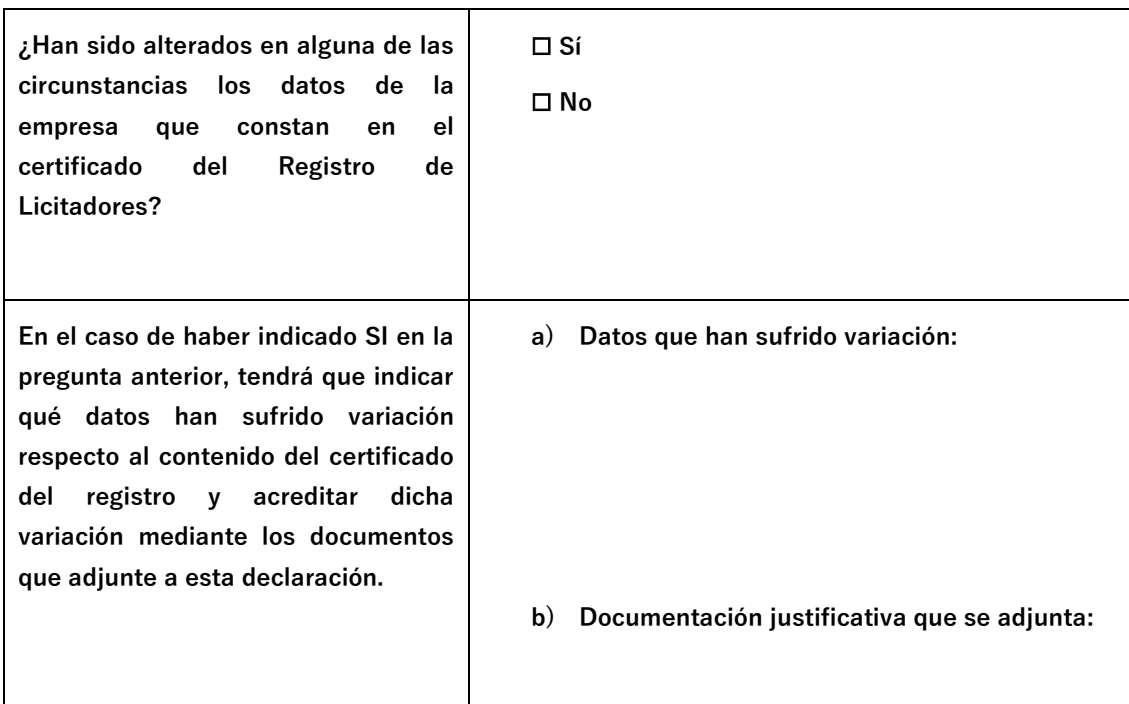 ¿Han sido alterados en alguna de las
circunstancias los datos de la
empresa que constan en el
certificado del Registro de
Licitadores?
☐ Sí
☐ No
En el caso de haber indicado SI en la
pregunta anterior, tendrá que indicar
qué datos han sufrido variación
respecto al contenido del certificado
del registro y acreditar dicha
variación mediante los documentos
que adjunte a esta declaración.
a) Datos que han sufrido variación:
b) Documentación justificativa que se adjunta: